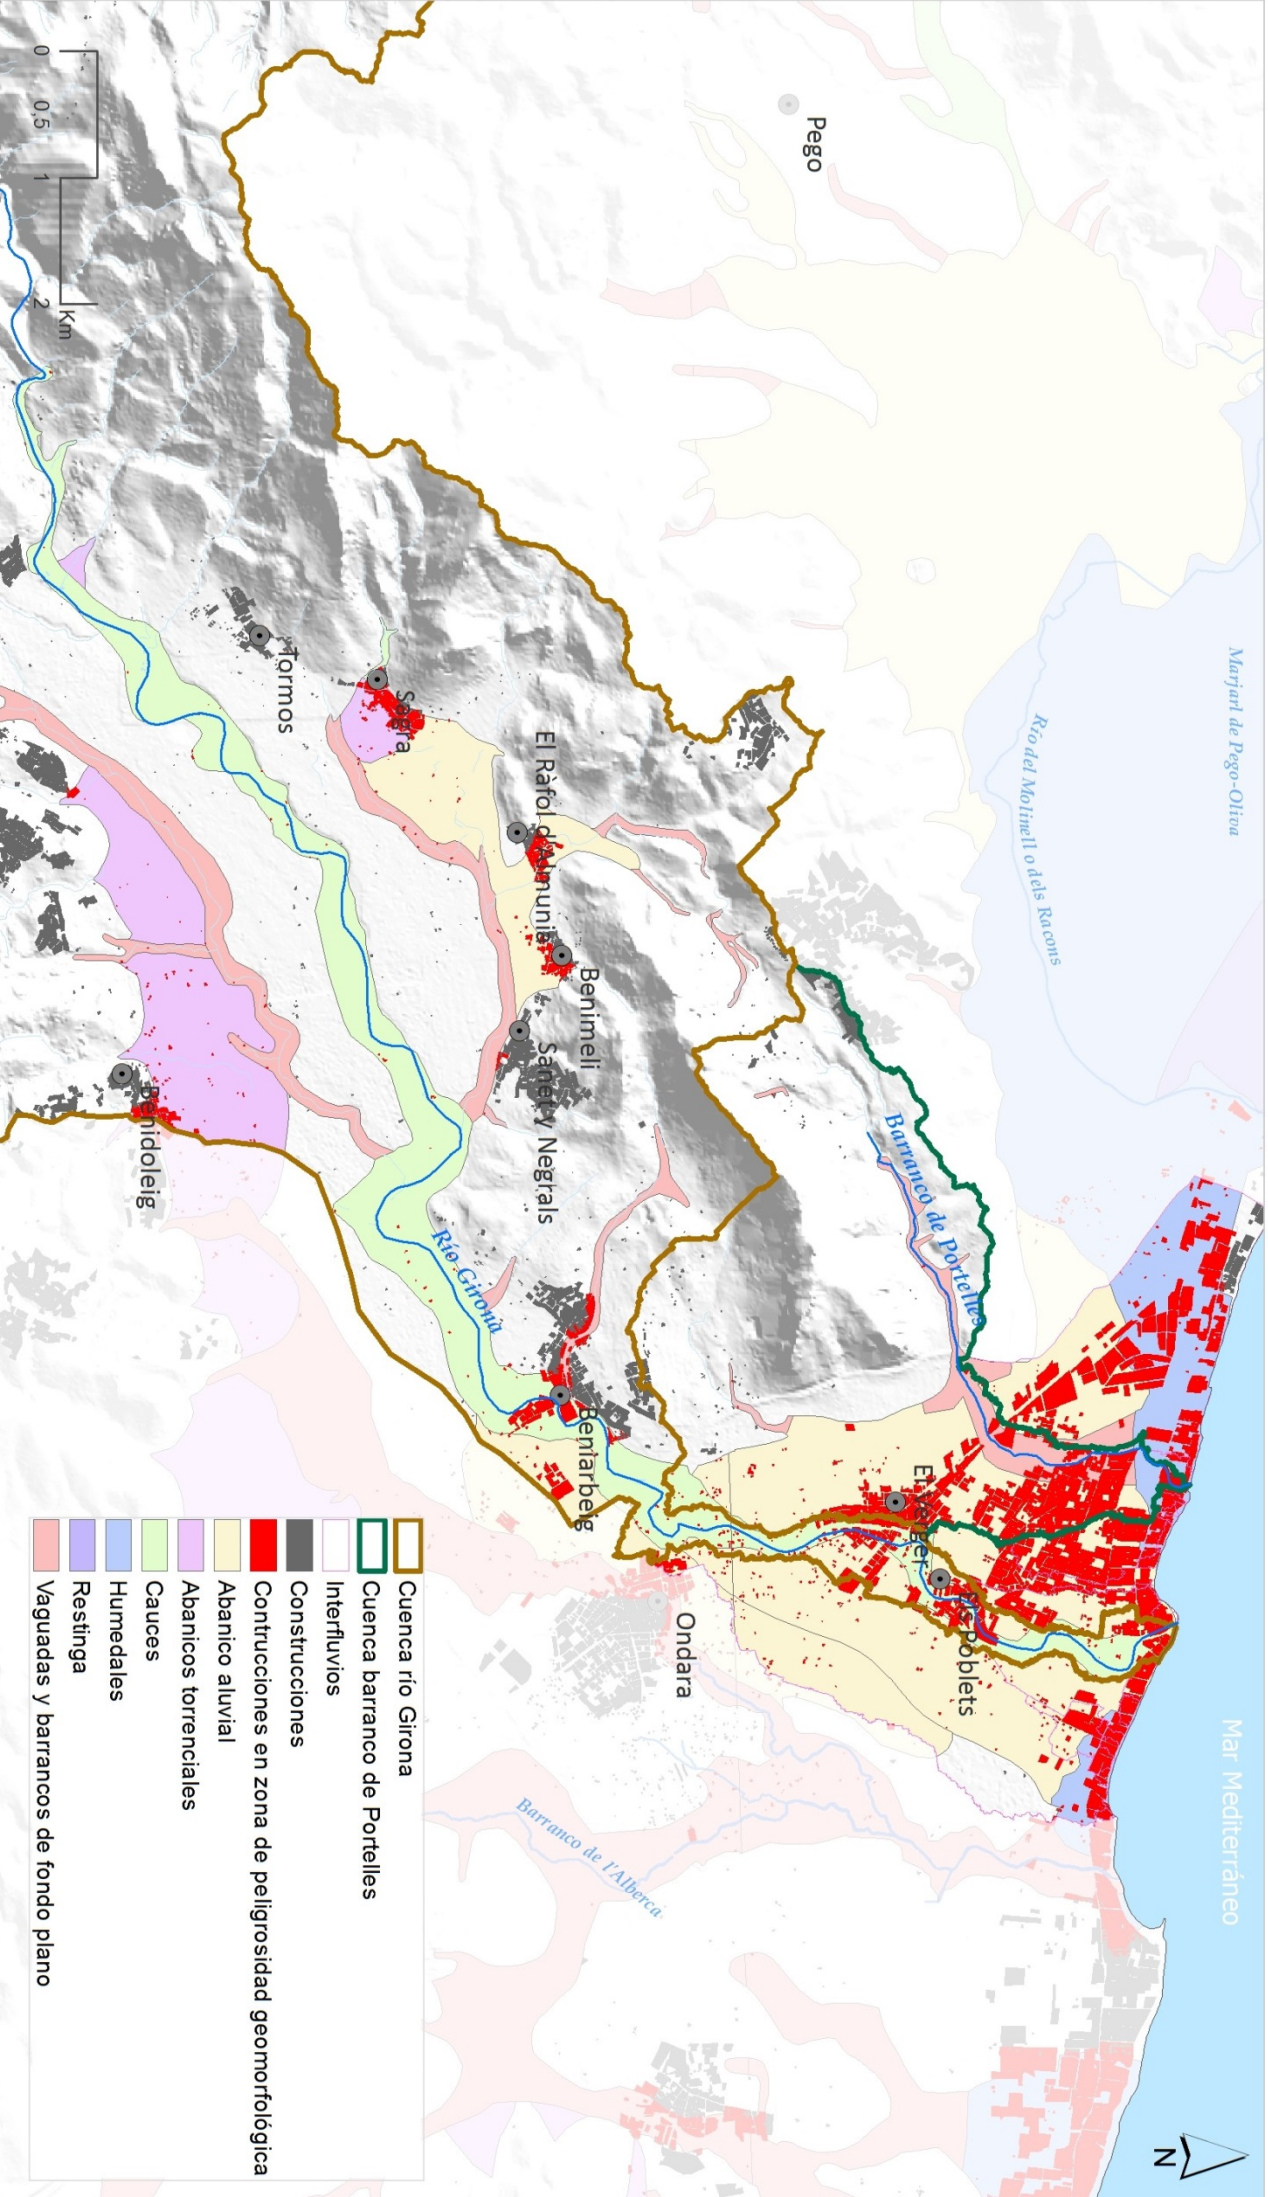 Mar Mediterráneo
N
Marjarl de Pego-Oliva
Río del Molinell o dels Racons
Pego
Barranco de Portelles
El Verger
Els Poblets
Ondara
Benimeli
El Ràfol d'Almunia
Sanet y Negrals
Beniarbeig
Sagra
Barranco de l'Alberca
Río Girona
Tormos
Benidoleig
0 0,5 1 2
Km
Cuenca río Girona
Cuenca barranco de Portelles
Interfluvios
Construcciones
Contrucciones en zona de peligrosidad geomorfológica
Abanico aluvial
Abanicos torrenciales
Cauces
Humedales
Restinga
Vaguadas y barrancos de fondo plano